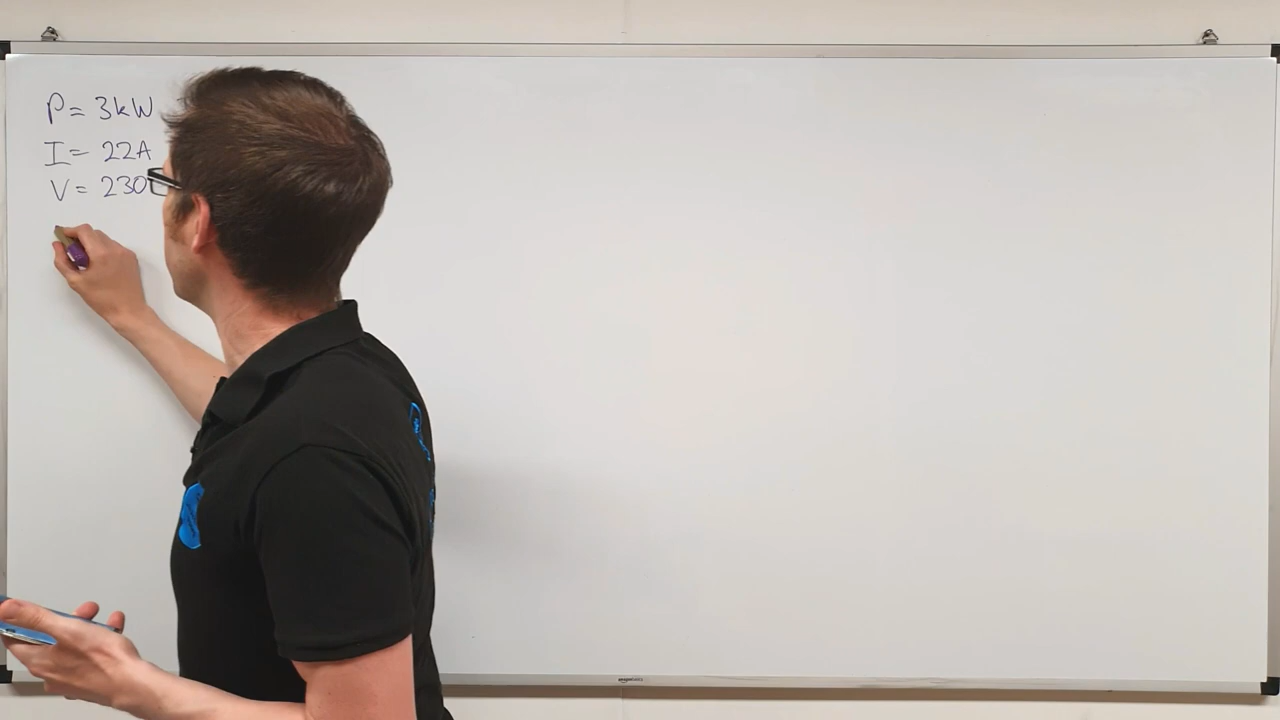 P = 3kW
I = 22A
V = 230